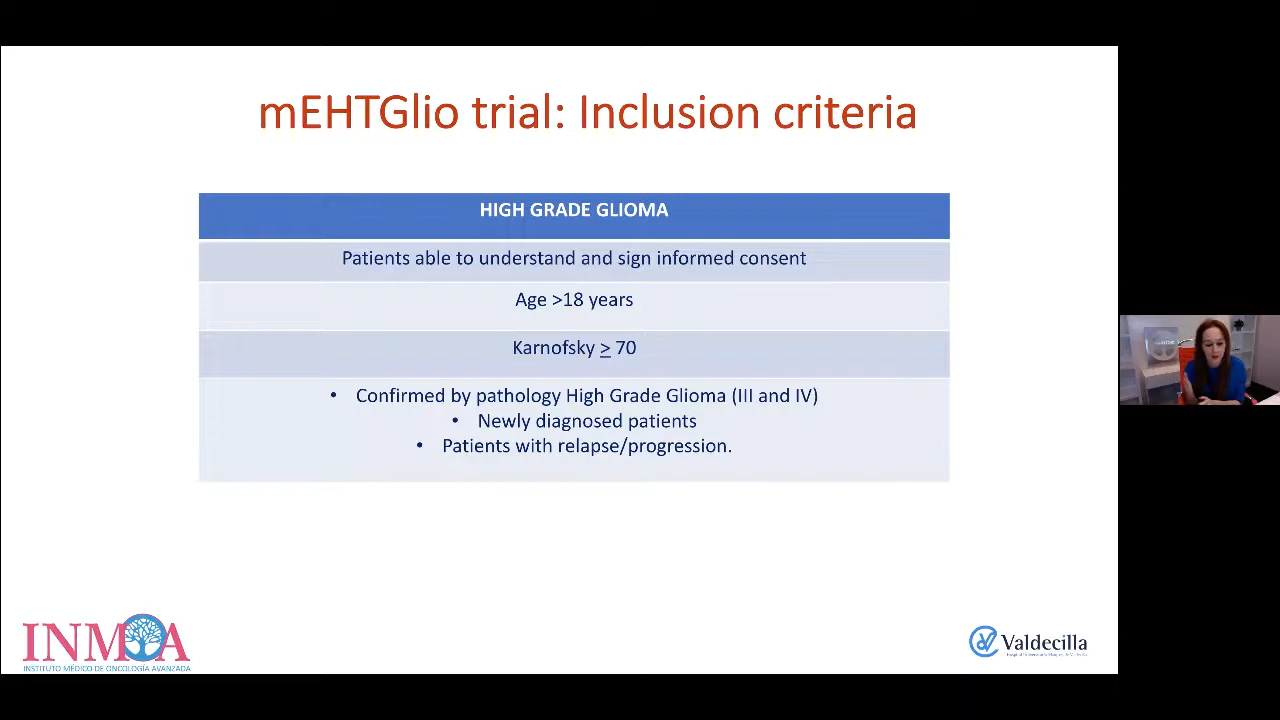 mEHTGlio trial: Inclusion criteria
HIGH GRADE GLIOMA
Patients able to understand and sign informed consent
Age >18 years
Karnofsky ≥ 70
• Confirmed by pathology High Grade Glioma (III and IV)
• Newly diagnosed patients
• Patients with relapse/progression.
INMOA
INSTITUTO MÉDICO DE ONCOLOGÍA AVANZADA
Valdecilla